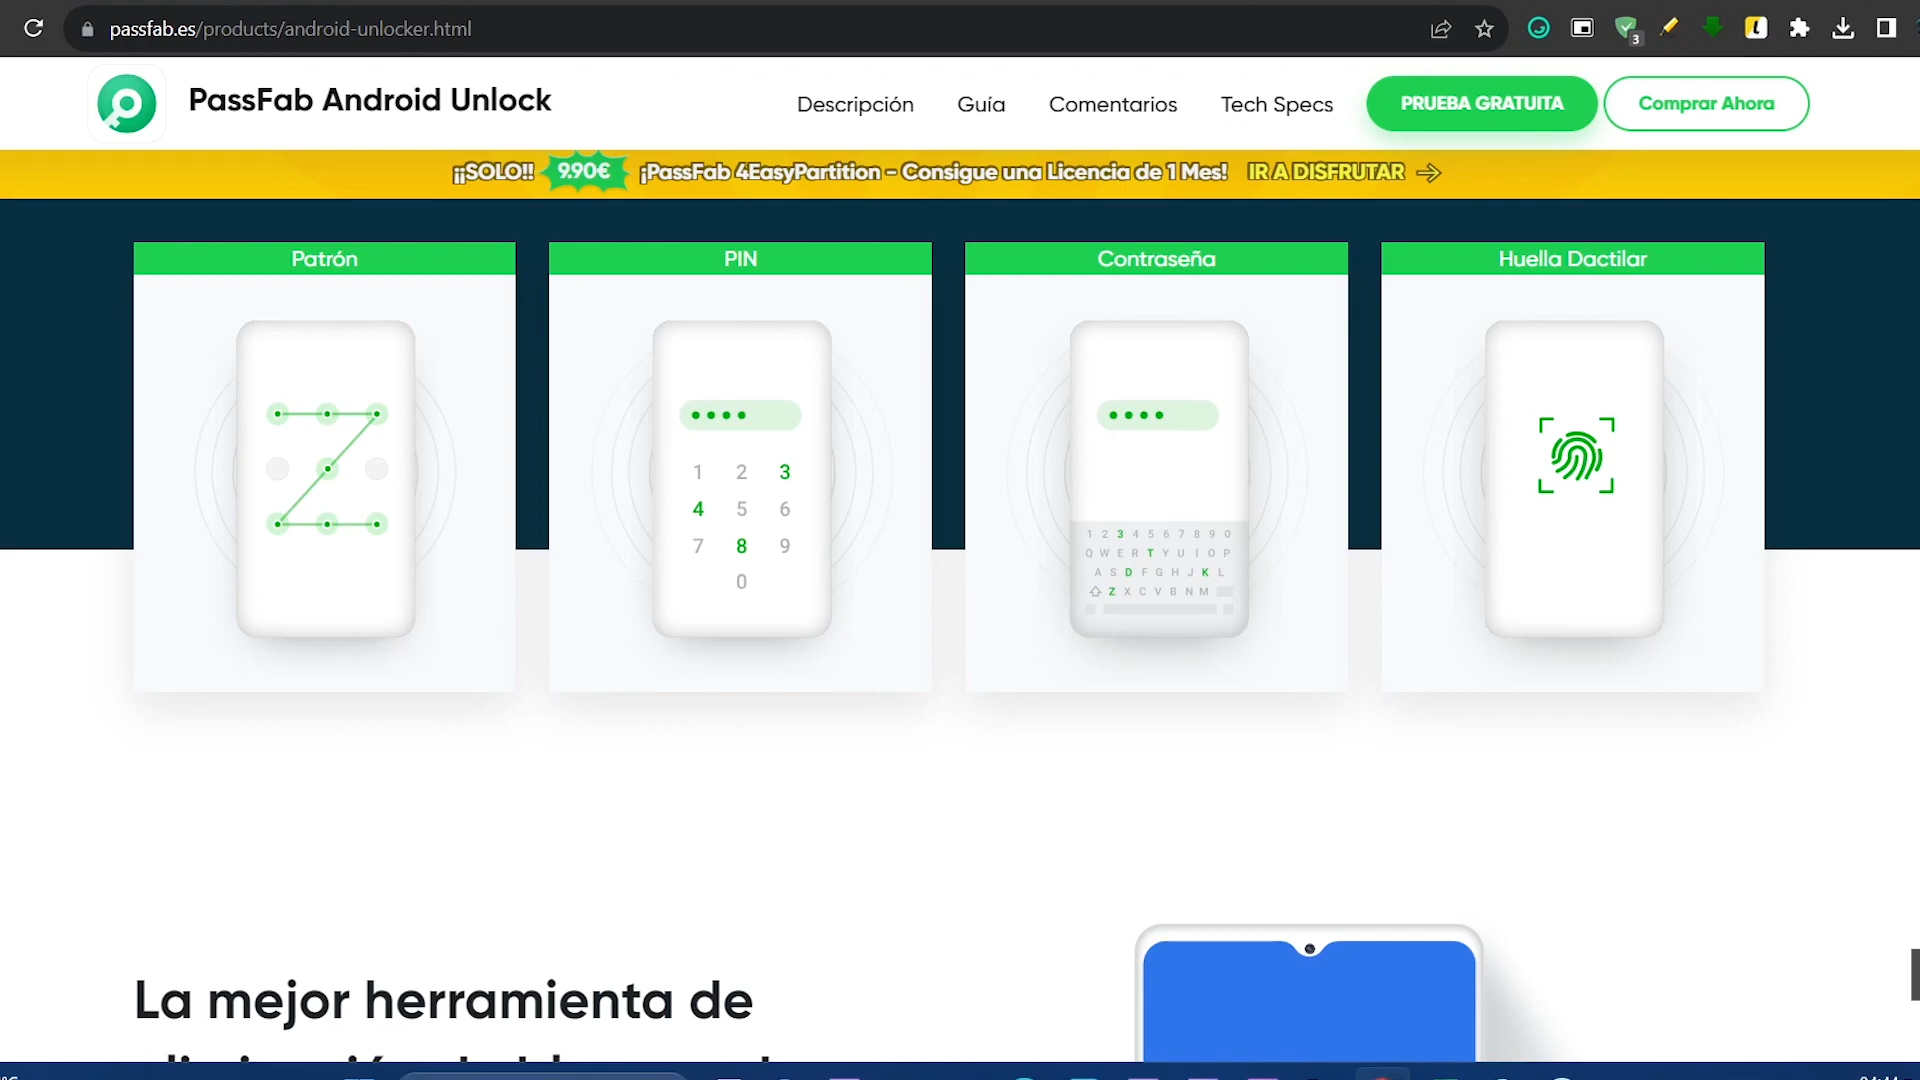 passfab.es/products/android-unlocker.html
3
PassFab Android Unlock
Descripción
Guía
Comentarios
Tech Specs
PRUEBA GRATUITA
Comprar Ahora
¡¡SOLO!! 9.90€ ¡PassFab 4EasyPartition - Consigue una Licencia de 1 Mes! IR A DISFRUTAR
Patrón
PIN
Contraseña
Huella Dactilar
1 2 3
4 5 6
7 8 9
0
1 2 3 4 5 6 7 8 9 0
Q W E R T Y U I O P
A S D F G H J K L
Z X C V B N M
La mejor herramienta de